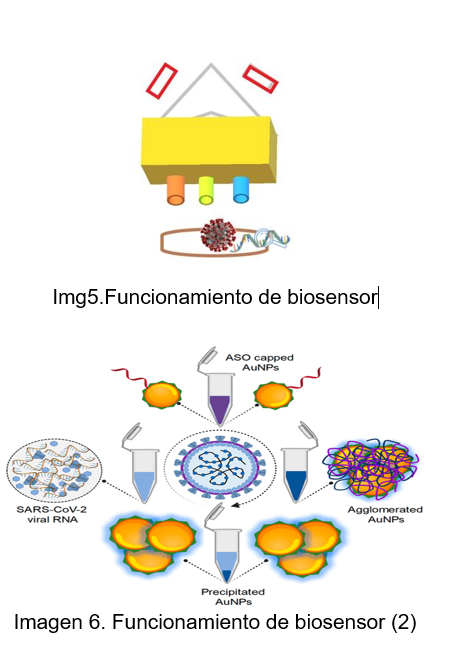 Img5.Funcionamiento de biosensor
ASO capped
AuNPs
SARS-CoV-2
viral RNA
Agglomerated
AuNPs
Precipitated
AuNPs
Imagen 6. Funcionamiento de biosensor (2)